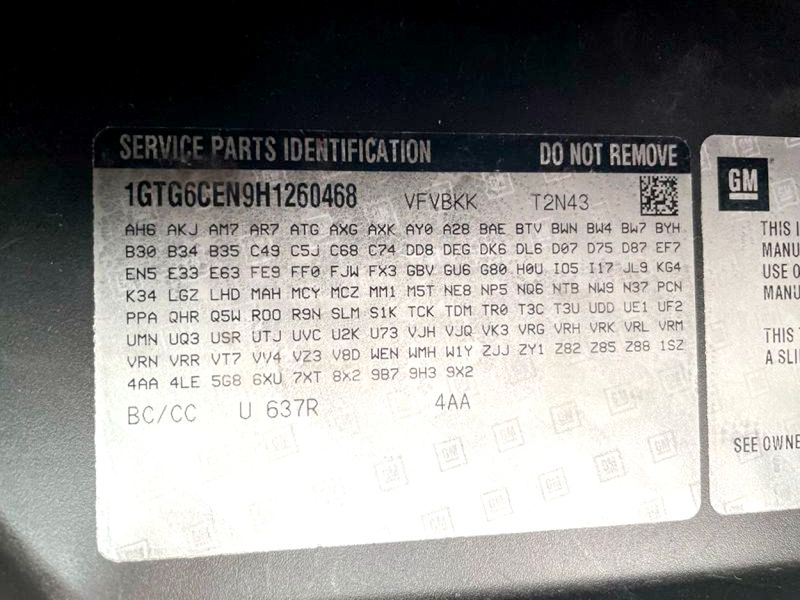 SERVICE PARTS IDENTIFICATION DO NOT REMOVE
1GTG6CEN9H1260468 VFVBKK T2N43
AH6 AKJ AM7 AR7 ATG AXG AXK AY0 A28 BAE BTV BWN BW4 BW7 BYH
B30 B34 B35 C49 C5J C68 C74 DD8 DEG DK6 DL6 D07 D75 D87 EF7
EN5 E33 E63 FE9 FF0 FJW FX3 GBV GU6 G80 H0U IO5 I17 JL9 KG4
K34 LGZ LHD MAH MCY MCZ MM1 M5T NE8 NP5 NQ6 NTB NW9 N37 PCN
PPA QHR Q5W ROO R9N SLM S1K TCK TDM TR0 T3C T3U UDD UE1 UF2
UMN UQ3 USR UTJ UVC U2K U73 VJH VJQ VK3 VRG VRH VRK VRL VRM
VRN VRR VT7 VV4 VZ3 V8D WEN WMH W1Y ZJJ ZY1 Z82 Z85 Z88 1SZ
4AA 4LE 5G8 6XU 7XT 8X2 9B7 9H3 9X2
BC/CC U 637R 4AA
GM
THIS
MANU
USE O
MANU
THIS
A SLI
SEE OWNE